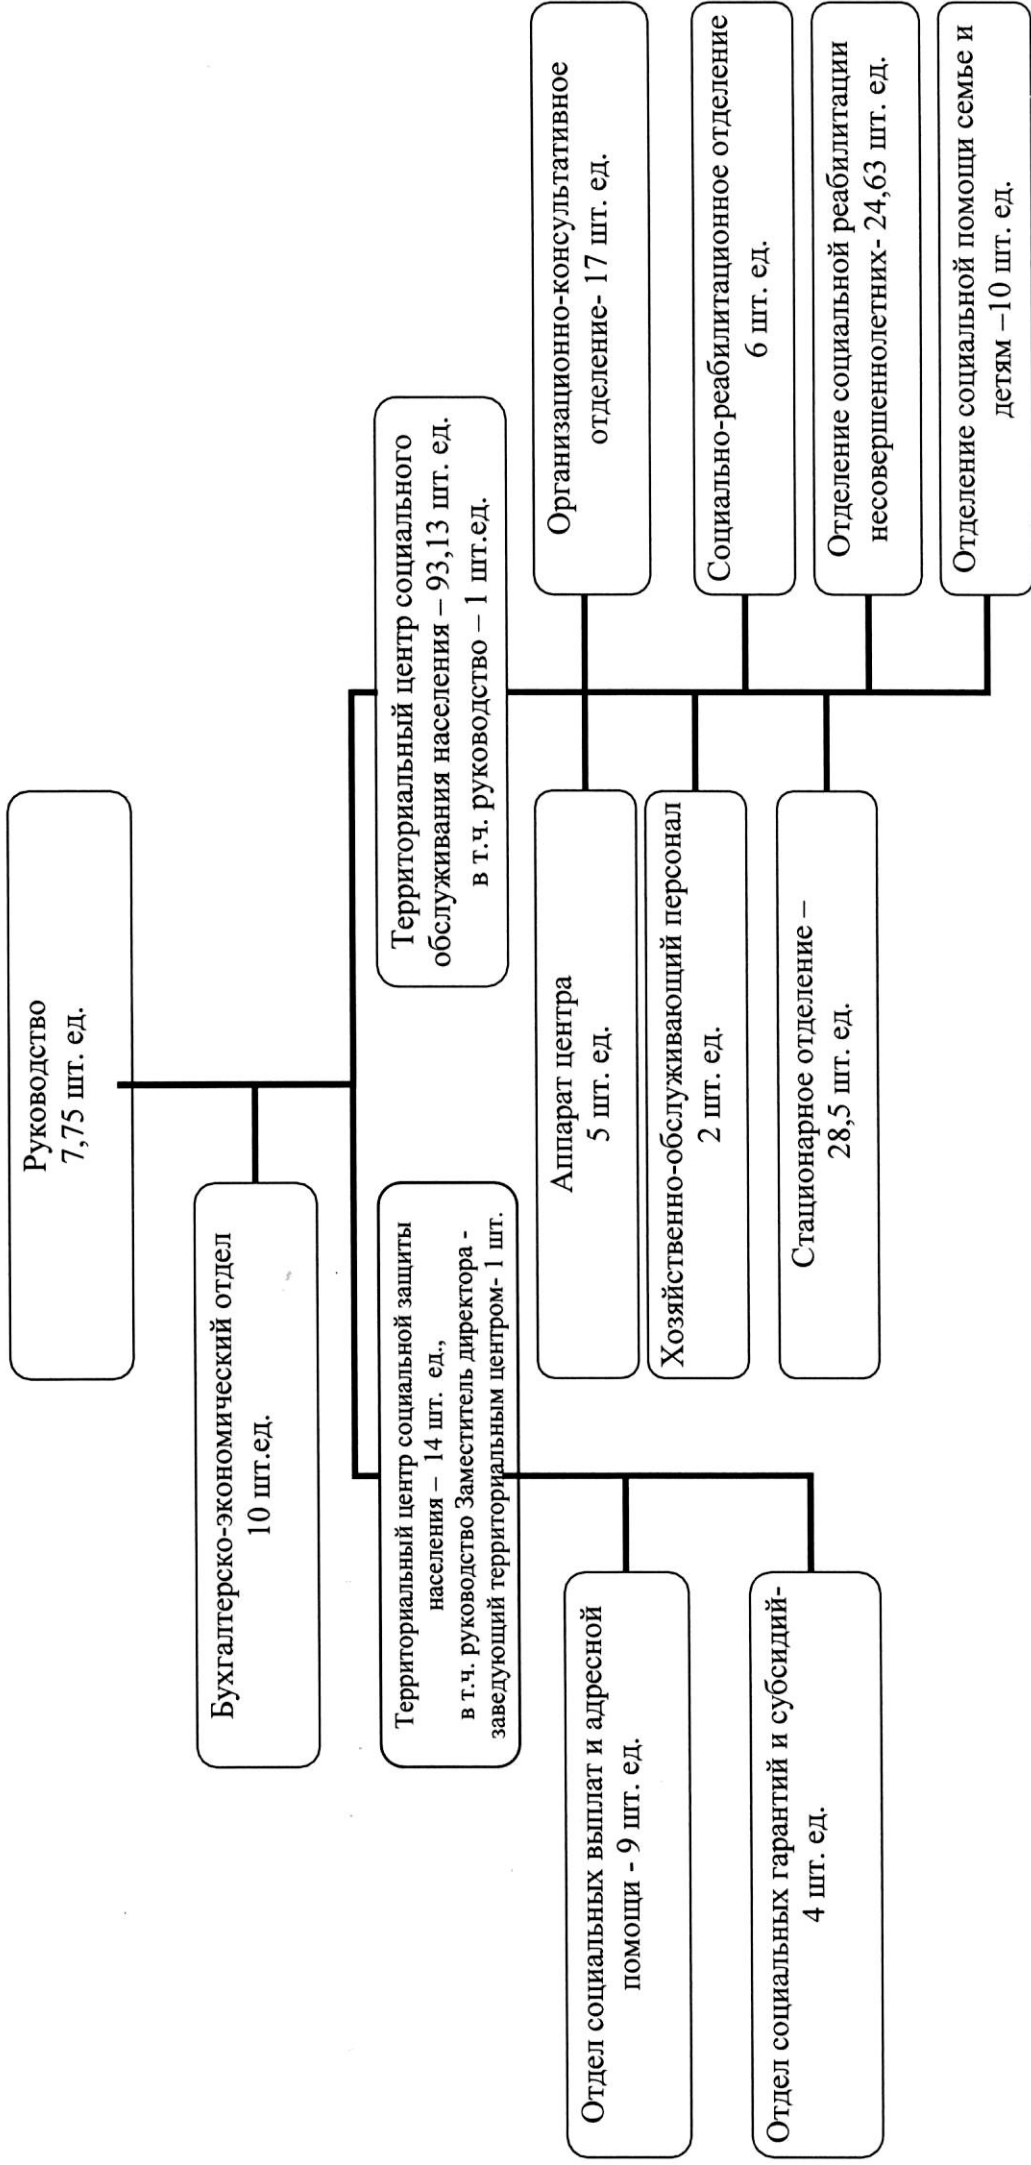 Руководство
7,75 шт. ед.
Бухгалтерско-экономический отдел
10 шт.ед.
Территориальный центр социальной защиты
населения – 14 шт. ед.,
в т.ч. руководство Заместитель директора -
заведующий территориальным центром- 1 шт.
Территориальный центр социального
обслуживания населения – 93,13 шт. ед.
в т.ч. руководство – 1 шт.ед.
Отдел социальных выплат и адресной
помощи - 9 шт. ед.
Отдел социальных гарантий и субсидий-
4 шт. ед.
Аппарат центра
5 шт. ед.
Хозяйственно-обслуживающий персонал
2 шт. ед.
Стационарное отделение –
28,5 шт. ед.
Организационно-консультативное
отделение- 17 шт. ед.
Социально-реабилитационное отделение
6 шт. ед.
Отделение социальной реабилитации
несовершеннолетних- 24,63 шт. ед.
Отделение социальной помощи семье и
детям –10 шт. ед.